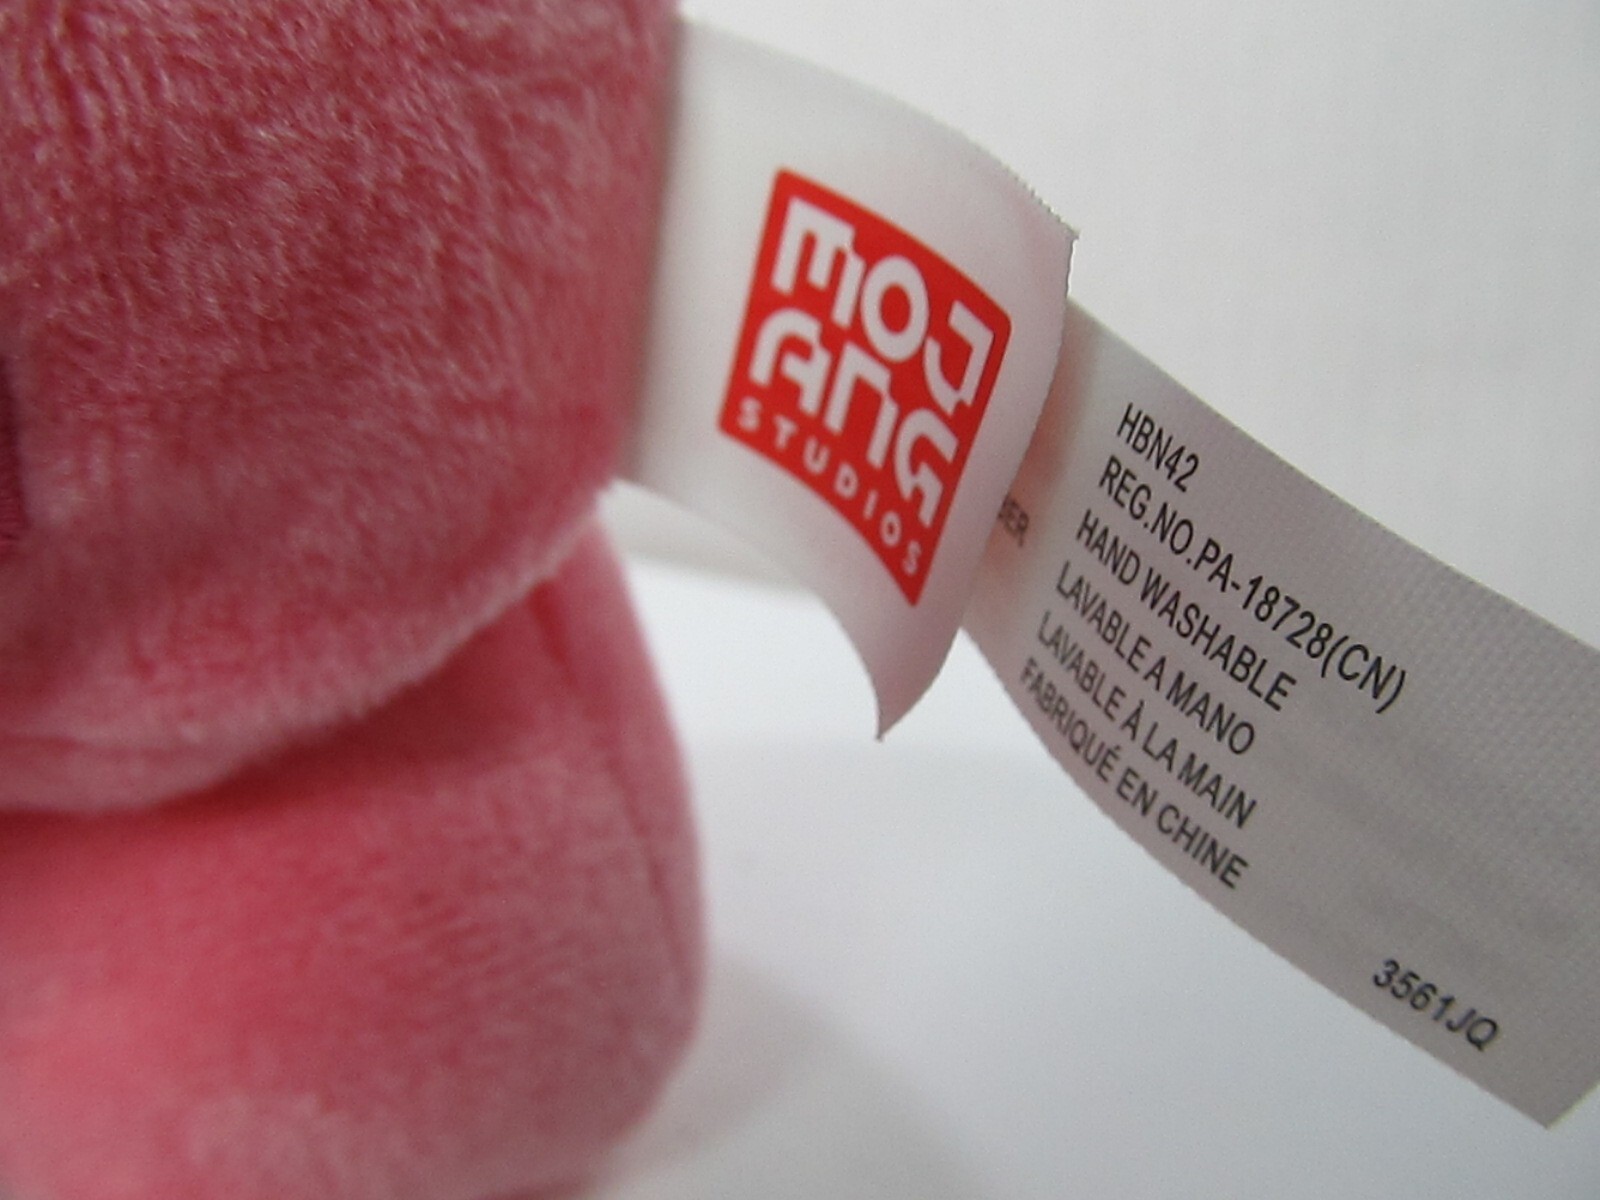 MOJ
ANG
STUDIOS
HBN42
REG.NO.PA-18728(CN)
HAND WASHABLE
LAVABLE A MANO
LAVABLE À LA MAIN
FABRIQUÉ EN CHINE
3561JQ